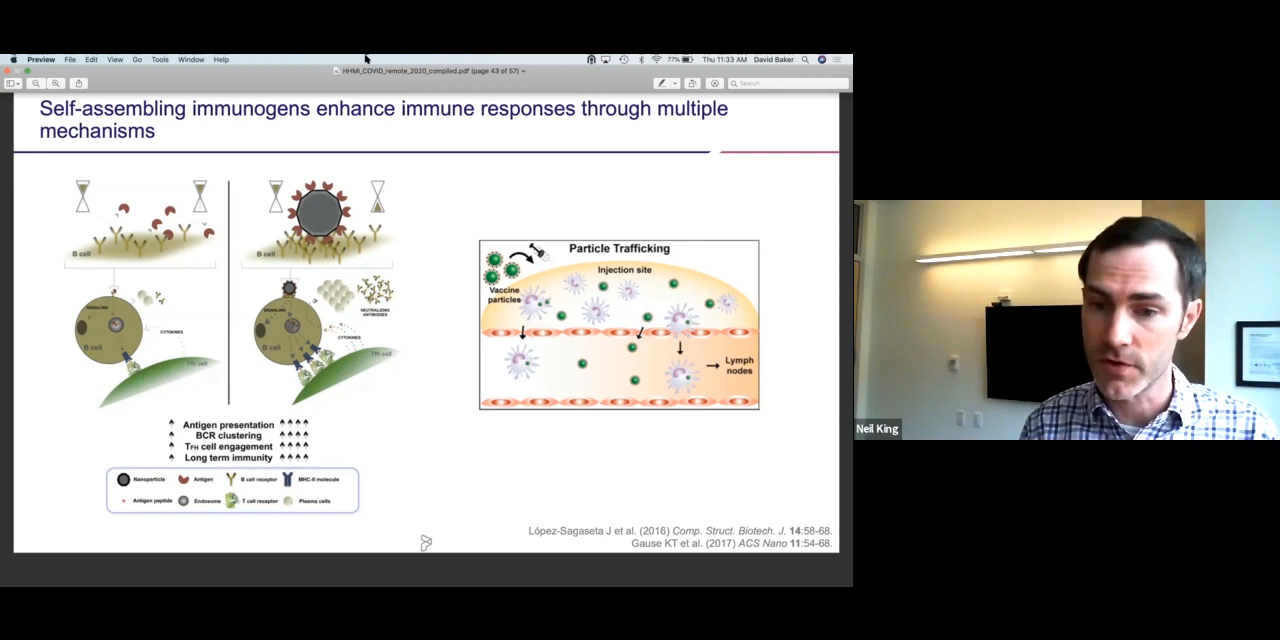 Preview File Edit View Go Tools Window Help
77% Thu 11:33 AM David Baker
HHMI_COVID_remote_2020_compiled.pdf (page 43 of 57)
Search
Self-assembling immunogens enhance immune responses through multiple
mechanisms
B cell
B cell
SIGNALING
CYTOKINES
B cell
Tfh cell
SIGNALING
NEUTRALIZING
ANTIBODIES
CYTOKINES
B cell
Tfh cell
Antigen presentation
BCR clustering
TFH cell engagement
Long term immunity
Nanoparticle Antigen B cell receptor MHC-II molecule
Antigen peptide Endosome T cell receptor Plasma cells
Particle Trafficking
Injection site
Vaccine
particles
Lymph
nodes
López-Sagaseta J et al. (2016) Comp. Struct. Biotech. J. 14:58-68.
Gause KT et al. (2017) ACS Nano 11:54-68.
Neil King